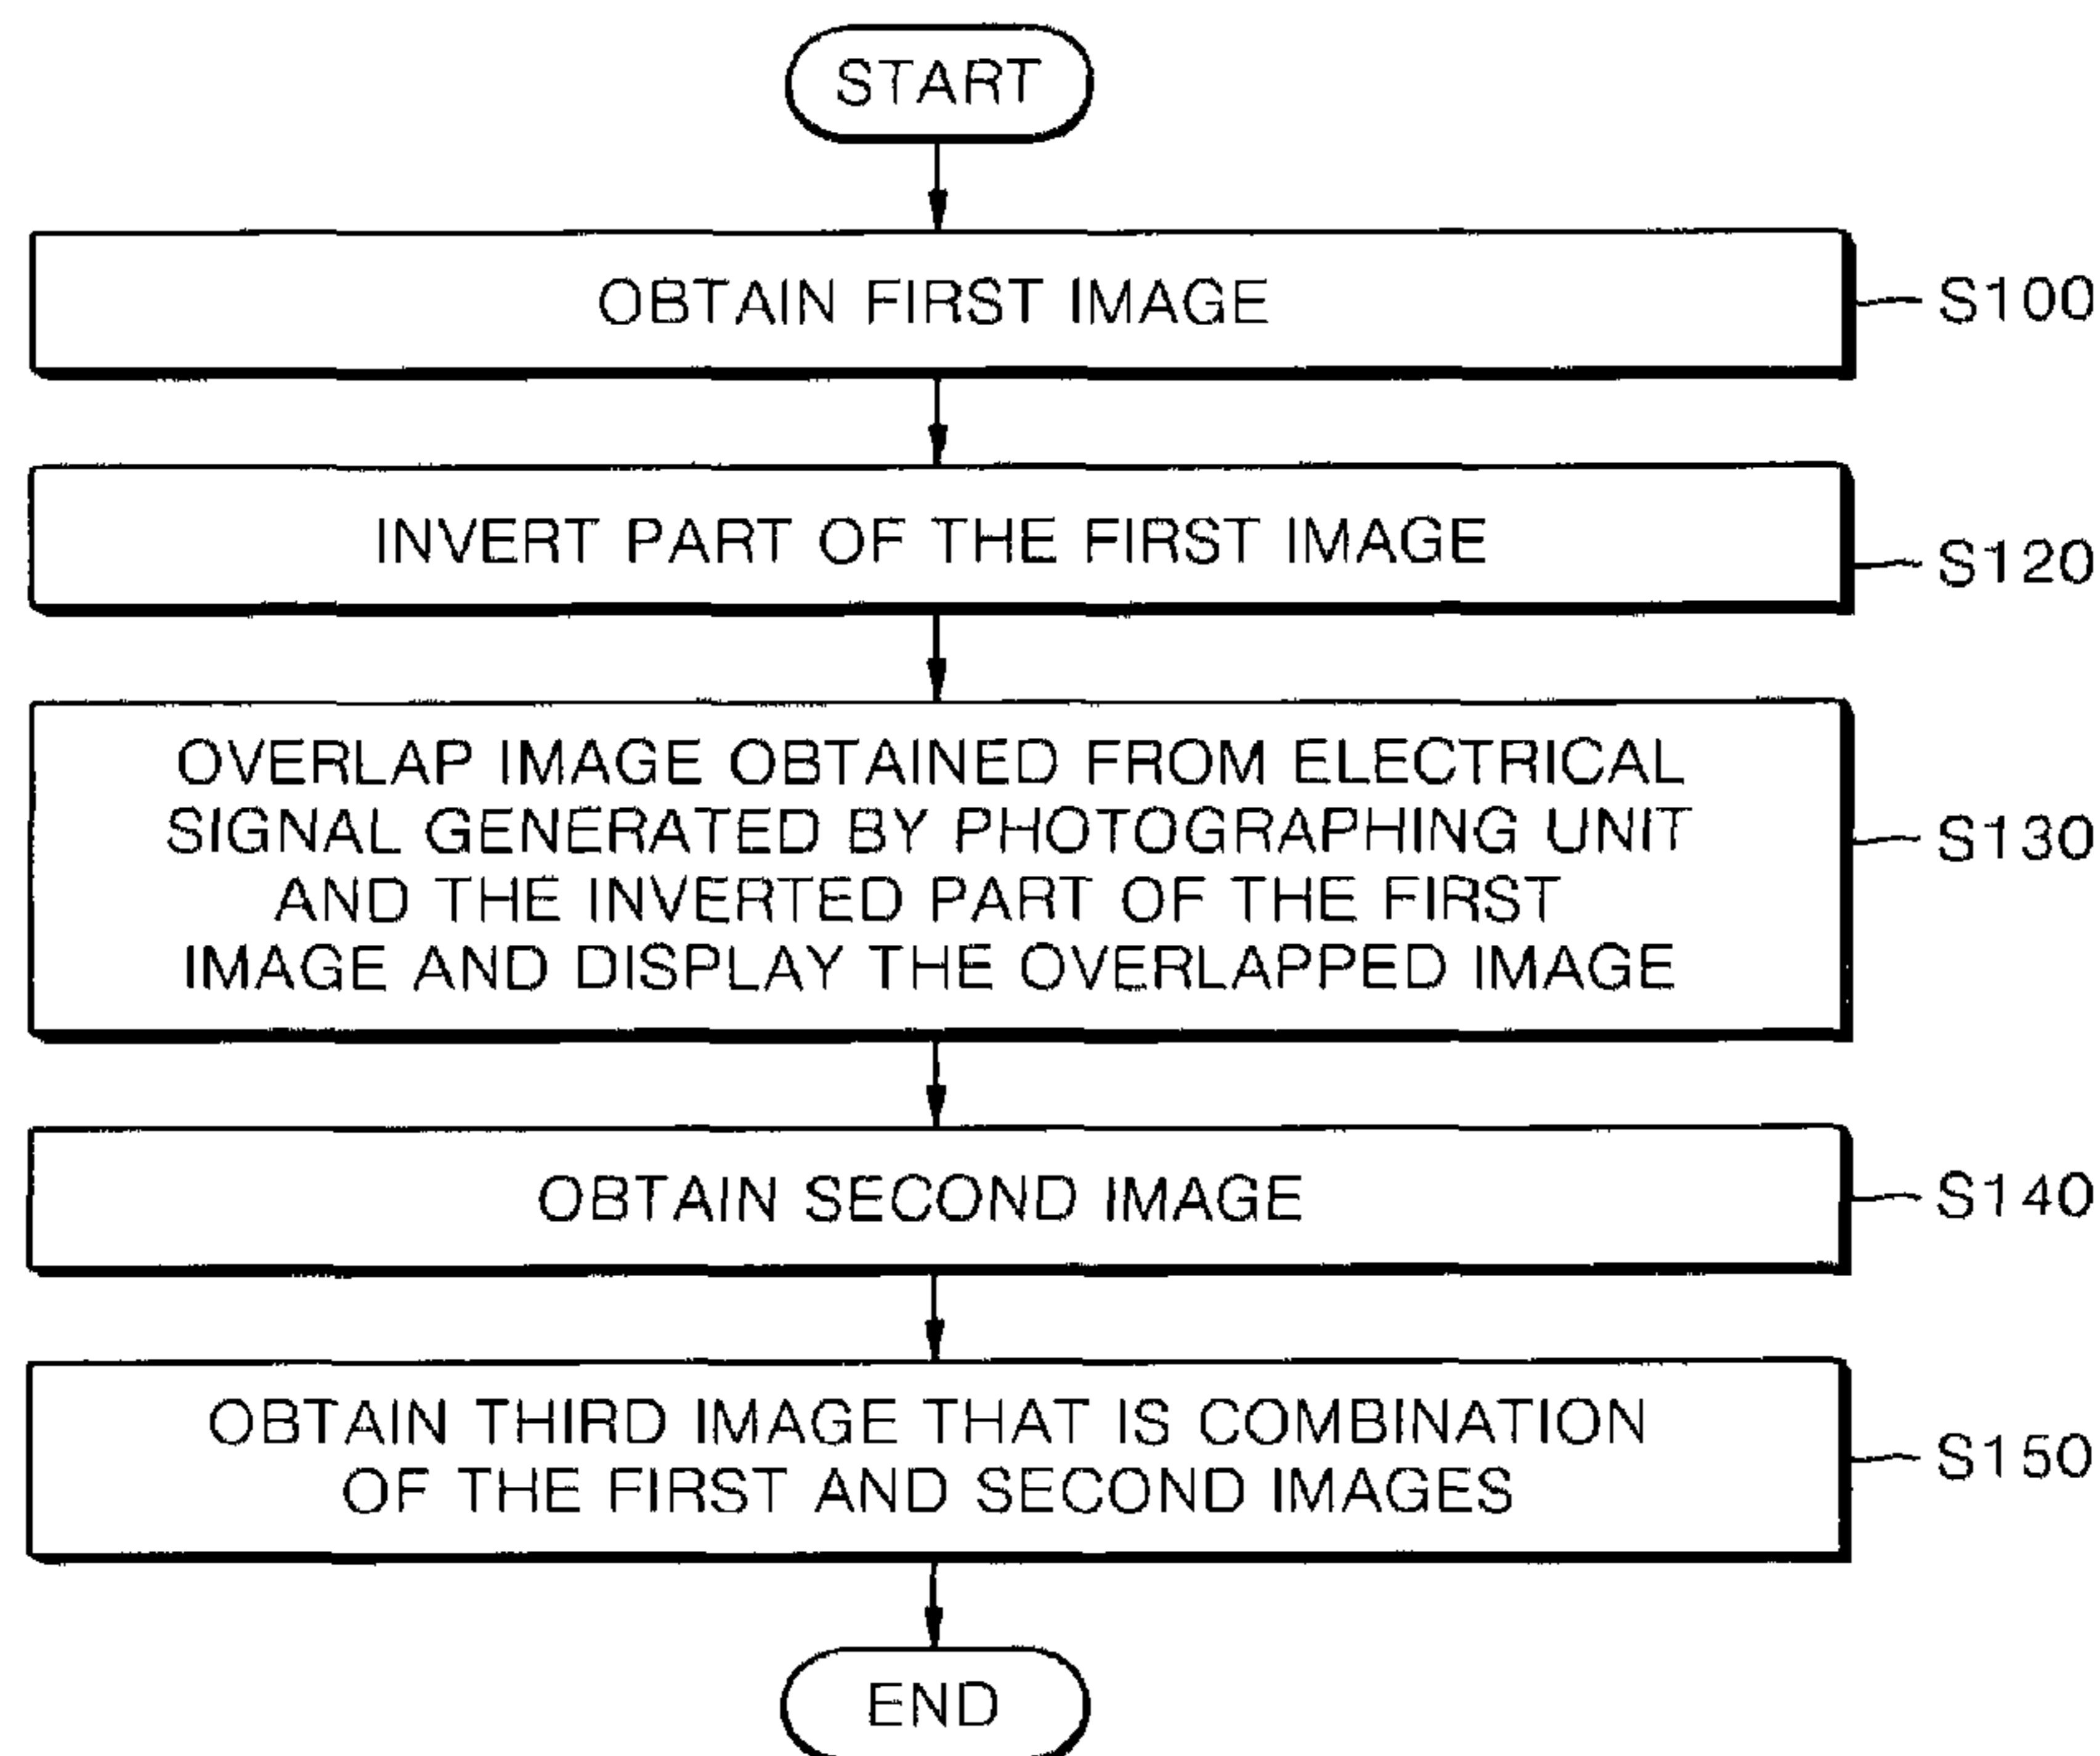 START
OBTAIN FIRST IMAGE
S100
INVERT PART OF THE FIRST IMAGE
S120
OVERLAP IMAGE OBTAINED FROM ELECTRICAL
SIGNAL GENERATED BY PHOTOGRAPHING UNIT
AND THE INVERTED PART OF THE FIRST
IMAGE AND DISPLAY THE OVERLAPPED IMAGE
S130
OBTAIN SECOND IMAGE
S140
OBTAIN THIRD IMAGE THAT IS COMBINATION
OF THE FIRST AND SECOND IMAGES
S150
END